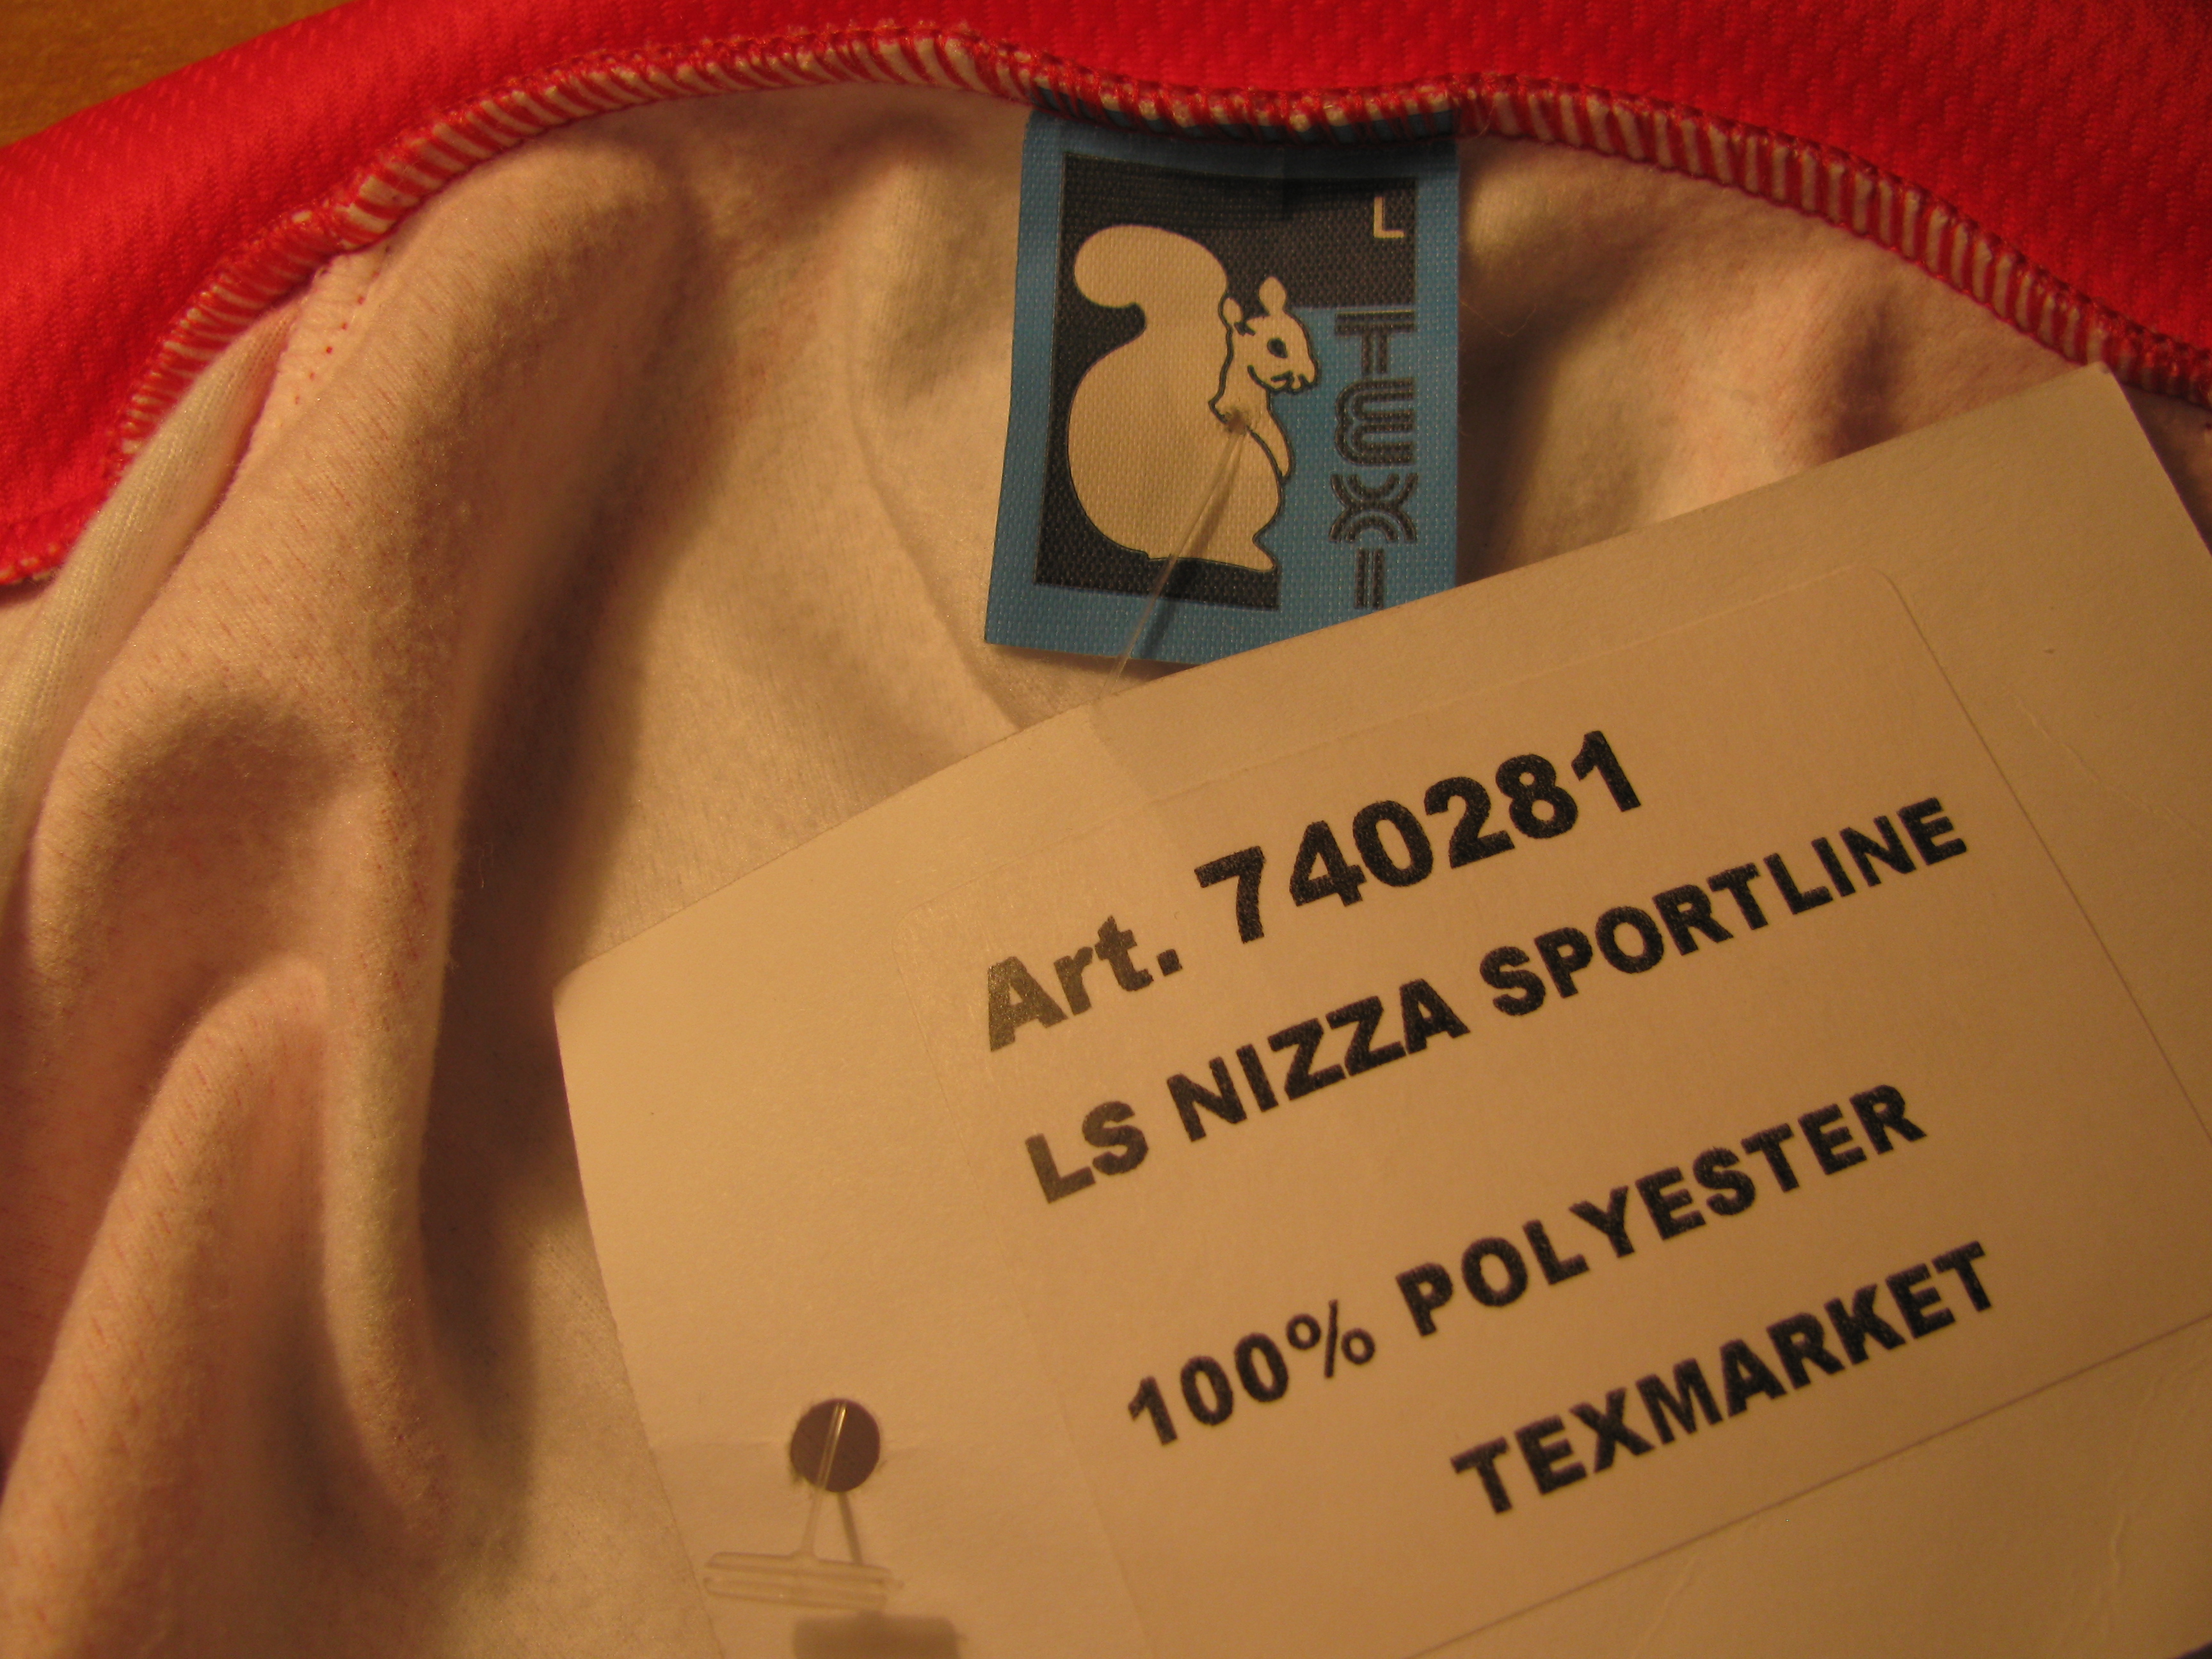 L
TEXI
Art. 740281
LS NIZZA SPORTLINE
100% POLYESTER
TEXMARKET